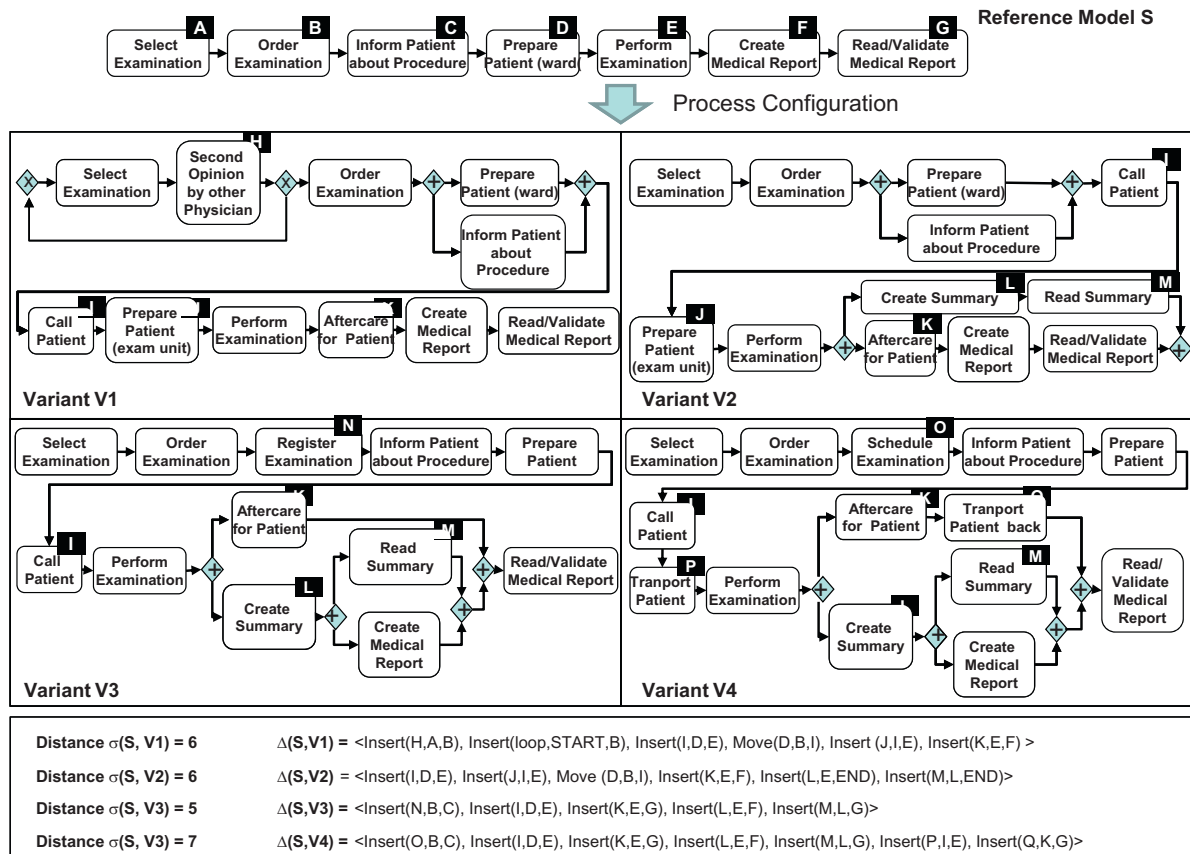 Reference Model S
A
Select
Examination
B
Order
Examination
C
Inform Patient
about Procedure
D
Prepare
Patient (ward(
E
Perform
Examination
F
Create
Medical Report
G
Read/Validate
Medical Report
Process Configuration
X
Select
Examination
H
Second
Opinion
by other
Physician
X
Order
Examination
+
Prepare
Patient (ward)
+
Inform Patient
about
Procedure
Call
Patient
Prepare
Patient
(exam unit)
Perform
Examination
Aftercare
for Patient
Create
Medical
Report
Read/Validate
Medical Report
Variant V1
Select
Examination
Order
Examination
+
Prepare
Patient (ward)
+
Call
Patient
Inform Patient
about Procedure
J
Prepare
Patient
(exam unit)
Perform
Examination
+
L
Create Summary
M
Read Summary
K
Aftercare
for Patient
Create
Medical
Report
Read/Validate
Medical Report
+
Variant V2
Select
Examination
Order
Examination
N
Register
Examination
Inform Patient
about Procedure
Prepare
Patient
I
Call
Patient
Perform
Examination
+
Aftercare
for Patient
L
Create
Summary
+
M
Read
Summary
Create
Medical
Report
+
+
Read/Validate
Medical Report
Variant V3
Select
Examination
Order
Examination
O
Schedule
Examination
Inform Patient
about Procedure
Prepare
Patient
Call
Patient
P
Tranport
Patient
Perform
Examination
+
Aftercare
for Patient
Tranport
Patient back
Create
Summary
+
M
Read
Summary
Create
Medical
Report
+
+
Read/
Validate
Medical
Report
Variant V4
Distance σ(S, V1) = 6 Δ(S,V1) = <Insert(H,A,B), Insert(loop,START,B), Insert(I,D,E), Move(D,B,I), Insert (J,I,E), Insert(K,E,F) >
Distance σ(S, V2) = 6 Δ(S,V2) = <Insert(I,D,E), Insert(J,I,E), Move (D,B,I), Insert(K,E,F), Insert(L,E,END), Insert(M,L,END)>
Distance σ(S, V3) = 5 Δ(S,V3) = <Insert(N,B,C), Insert(I,D,E), Insert(K,E,G), Insert(L,E,F), Insert(M,L,G)>
Distance σ(S, V3) = 7 Δ(S,V4) = <Insert(O,B,C), Insert(I,D,E), Insert(K,E,G), Insert(L,E,F), Insert(M,L,G), Insert(P,I,E), Insert(Q,K,G)>